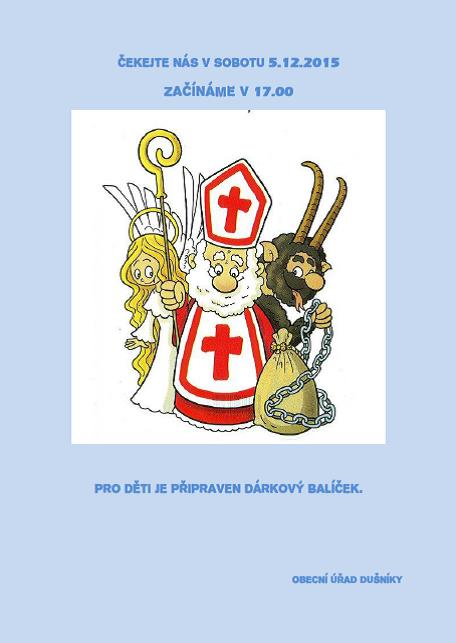 ČEKEJTE NÁS V SOBOTU 5.12.2015
ZAČÍNÁME V 17.00
PRO DĚTI JE PŘIPRAVEN DÁRKOVÝ BALÍČEK.
OBECNÍ ÚŘAD DUŠNÍKY